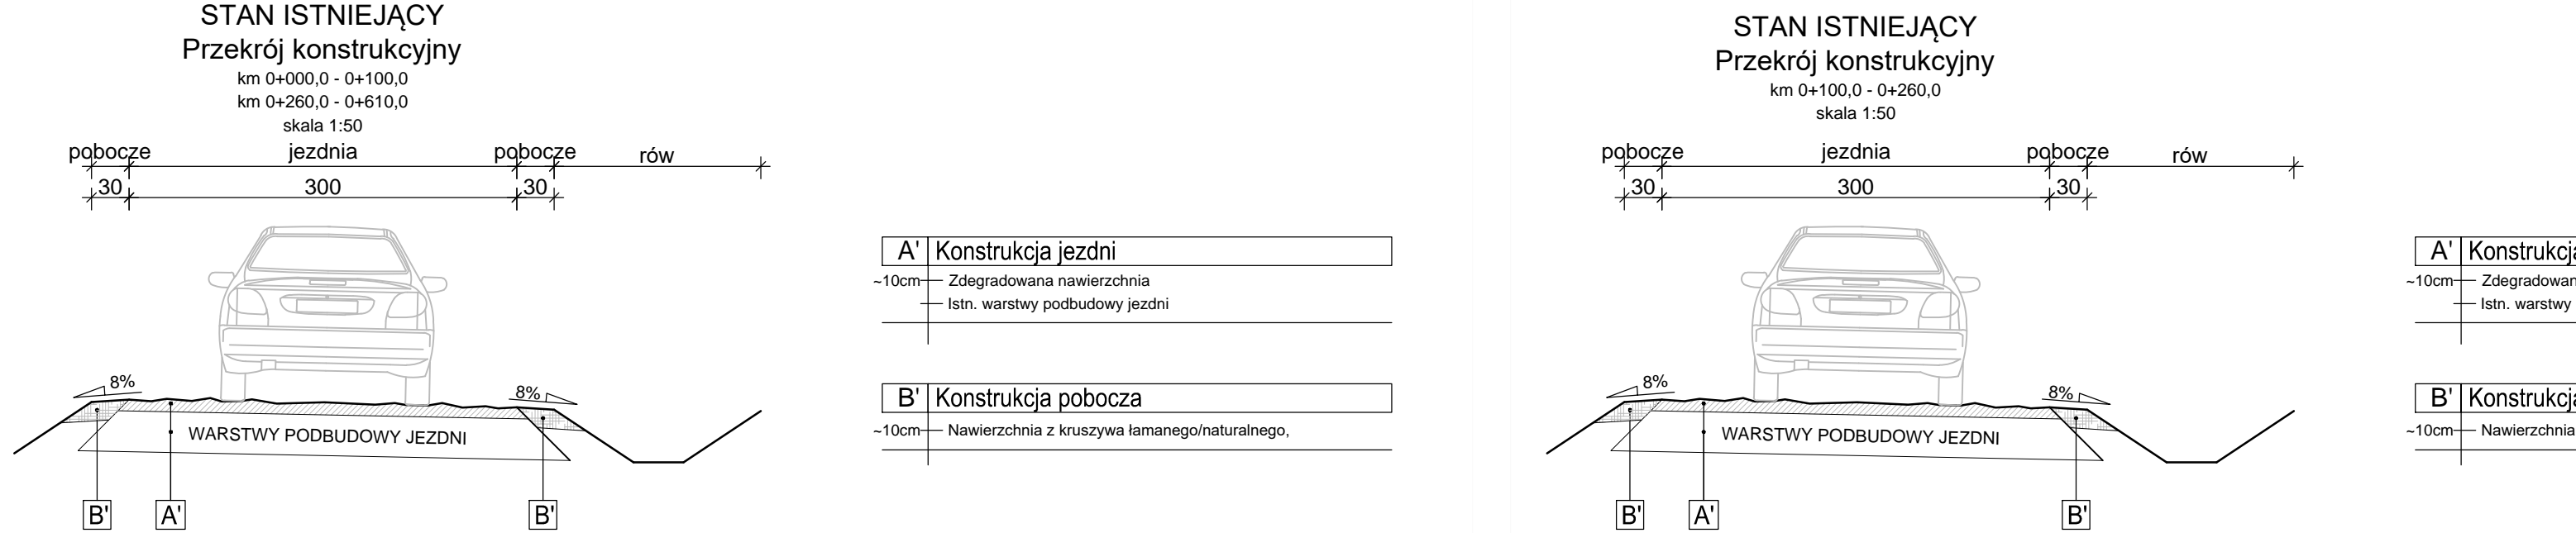 STAN ISTNIEJĄCY
Przekrój konstrukcyjny
km 0+000,0 - 0+100,0
km 0+260,0 - 0+610,0
skala 1:50
pobocze jezdnia pobocze rów
30 300 30
8% 8%
WARSTWY PODBUDOWY JEZDNI
B' A' B'
A' Konstrukcja jezdni
~10cm Zdegradowana nawierzchnia
Istn. warstwy podbudowy jezdni
B' Konstrukcja pobocza
~10cm Nawierzchnia z kruszywa łamanego/naturalnego,
STAN ISTNIEJĄCY
Przekrój konstrukcyjny
km 0+100,0 - 0+260,0
skala 1:50
pobocze jezdnia pobocze rów
30 300 30
8% 8%
WARSTWY PODBUDOWY JEZDNI
B' A' B'
A' Konstrukcja
~10cm Zdegradowan
Istn. warstwy
B' Konstrukcja
~10cm Nawierzchnia